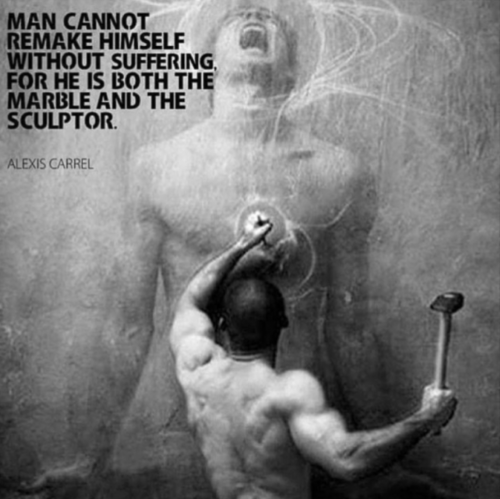 MAN CANNOT
REMAKE HIMSELF
WITHOUT SUFFERING,
FOR HE IS BOTH THE
MARBLE AND THE
SCULPTOR.
ALEXIS CARREL